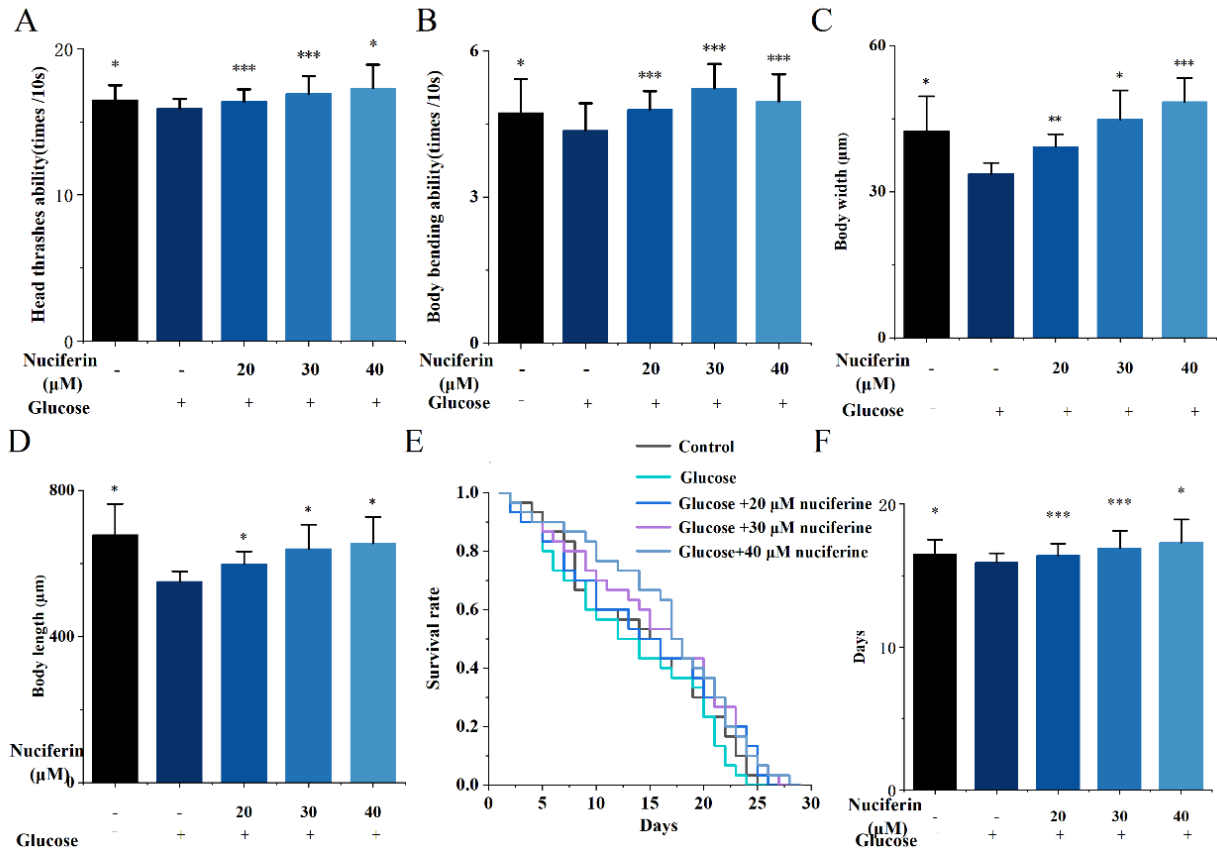 A
Head thrashes ability(times /10s)
20
10
0
* *** *** *
Nuciferin
(μM)
- - 20 30 40
Glucose
- + + + +
B
Body bending ability(times /10s)
6
3
0
* *** *** ***
Nuciferin
(μM)
- - 20 30 40
Glucose
- + + + +
C
Body width (μm)
60
30
0
* ** * ***
Nuciferin
(μM)
- - 20 30 40
Glucose
- + + + +
D
Body length (μm)
800
400
0
* * * *
Nuciferin
(μM)
- - 20 30 40
Glucose
- + + + +
E
Control
Glucose
Glucose +20 μM nuciferine
Glucose +30 μM nuciferine
Glucose+40 μM nuciferine
Survival rate
1.0
0.8
0.6
0.4
0.2
0.0
5 10 15 20 25 30
Days
F
Days
20
10
0
* *** *** *
Nuciferin
(μM)
- - 20 30 40
Glucose
- + + + +